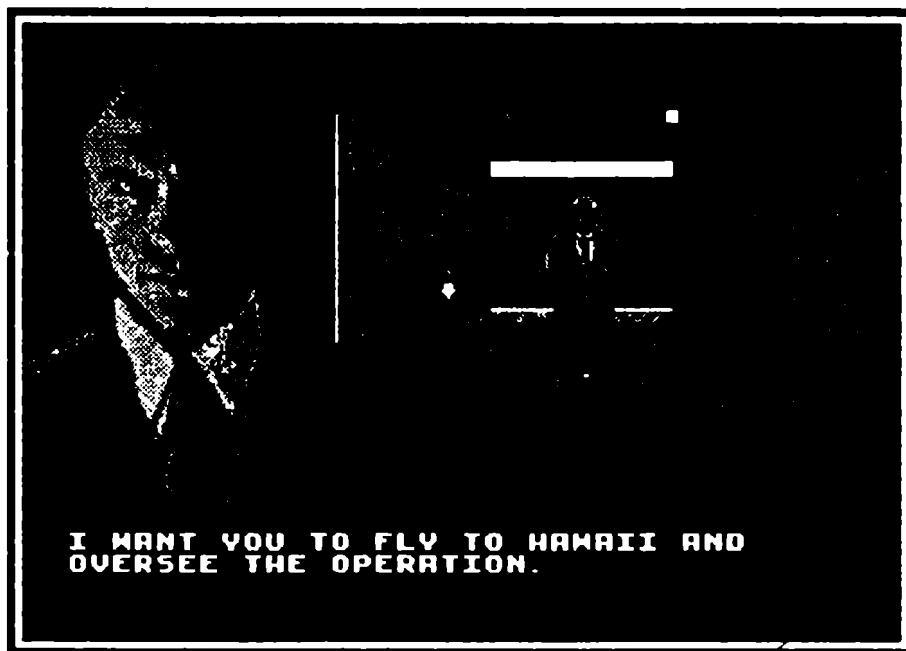 I WANT YOU TO FLY TO HAWAII AND
OVERSEE THE OPERATION.